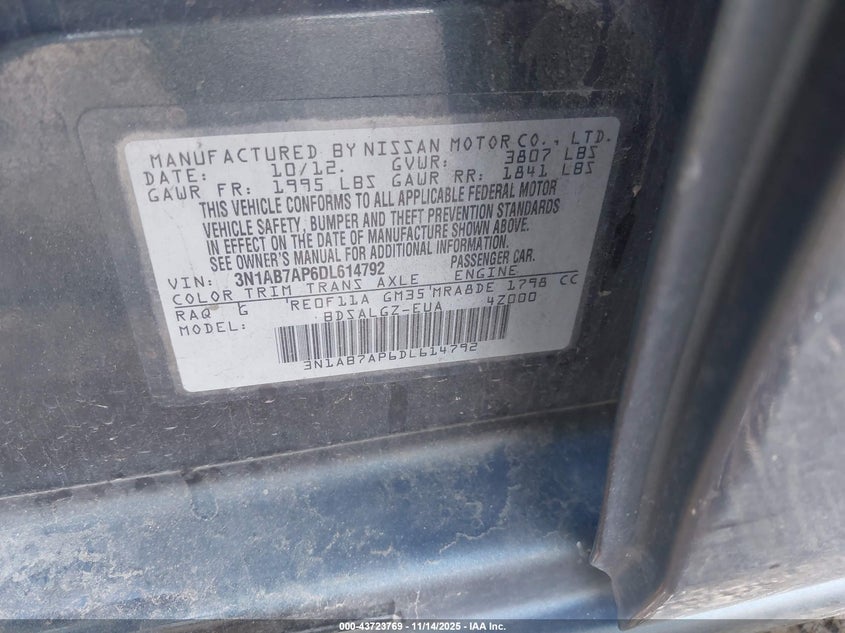 MANUFACTURED BY NISSAN MOTOR CO., LTD.
DATE: 10/12. GVWR: 3807 LBS
GAWR FR: 1995 LBS GAWR RR: 1841 LBS
THIS VEHICLE CONFORMS TO ALL APPLICABLE FEDERAL MOTOR
VEHICLE SAFETY, BUMPER AND THEFT PREVENTION STANDARDS
IN EFFECT ON THE DATE OF MANUFACTURE SHOWN ABOVE.
SEE OWNER'S MANUAL FOR ADDITIONAL INFORMATION.
VIN: 3N1AB7AP6DL614792 PASSENGER CAR.
COLOR TRIM TRANS AXLE ENGINE
RAQ G RE0F11A GM35 MRA8DE 1798 CC
MODEL: BDSALGZ-EUA 4Z000
3N1AB7AP6DL614792
000-43723769 - 11/14/2025 - IAA Inc.